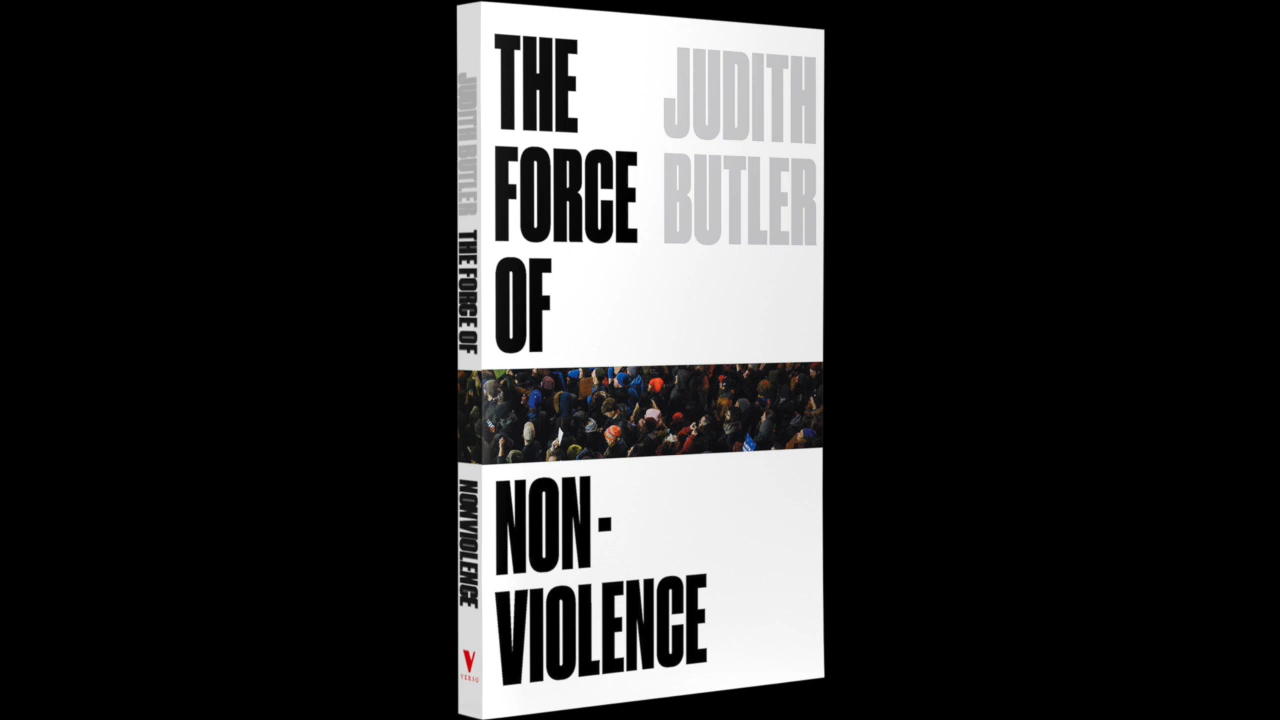 THE
FORCE
OF
NON-
VIOLENCE
JUDITH
BUTLER
JUDITH BUTLER THE FORCE OF NONVIOLENCE
VERSO